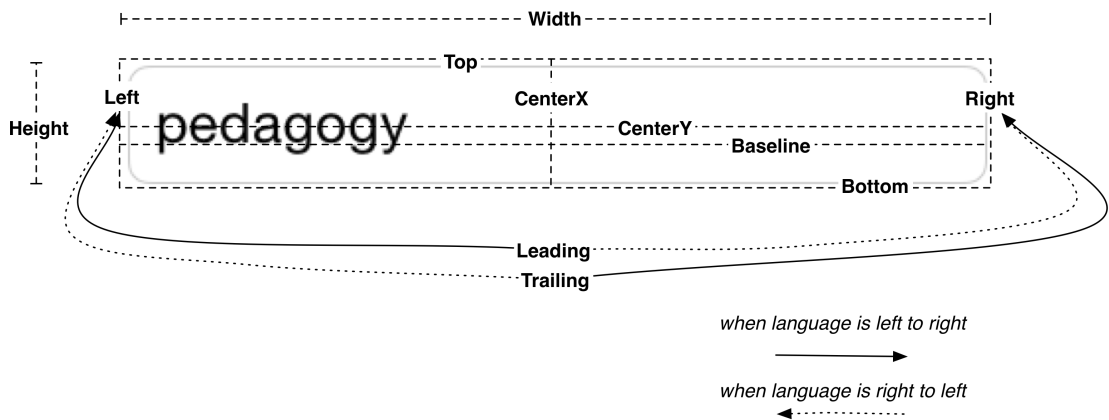 Width
Top
Left
CenterX
Right
pedagogy
Height
CenterY
Baseline
Bottom
Leading
Trailing
when language is left to right
when language is right to left